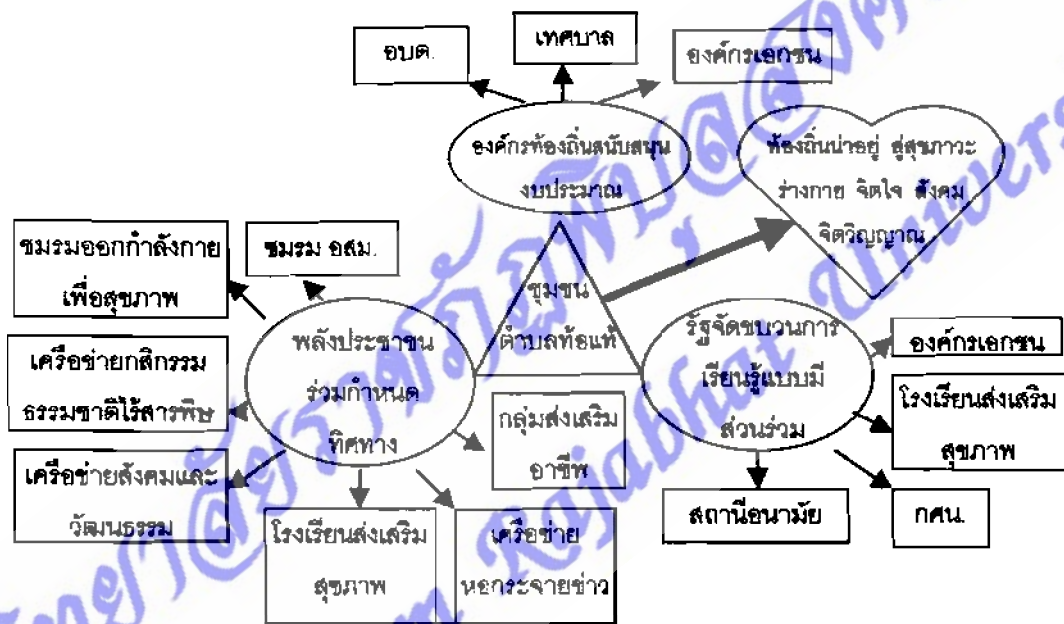 อบต.
เทศบาล
องค์กรเอกชน
องค์กรท้องถิ่นสนับสนุน
งบประมาณ
ท้องถิ่นน่าอยู่ สู่สุขภาวะ
ร่างกาย จิตใจ สังคม
จิตวิญญาณ
ชมรมออกกำลังกาย
เพื่อสุขภาพ
ชมรม อสม.
ชุมชน
ตำบลท้อแท้
พลังประชาชน
ร่วมกำหนด
ทิศทาง
รัฐจัดขบวนการ
เรียนรู้แบบมี
ส่วนร่วม
องค์กรเอกชน
เครือข่ายกสิกรรม
ธรรมชาติไร้สารพิษ
โรงเรียนส่งเสริม
สุขภาพ
กลุ่มส่งเสริม
อาชีพ
เครือข่ายสังคมและ
วัฒนธรรม
โรงเรียนส่งเสริม
สุขภาพ
เครือข่าย
หอกระจายข่าว
สถานีอนามัย
กศน.
Rajabhat Univers